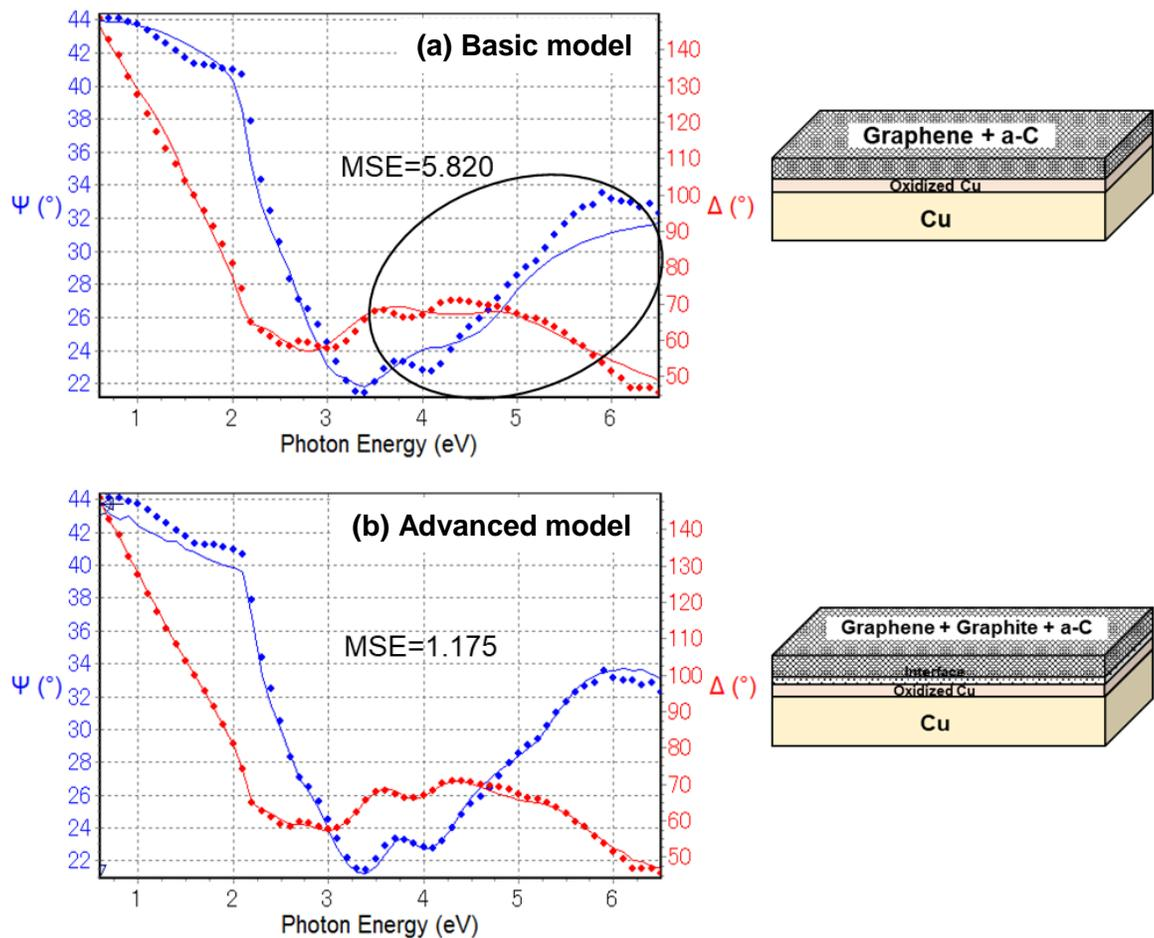 (a) Basic model
44
42
40
38
36
34
32
30
28
26
24
22
Ψ (°)
MSE=5.820
140
130
120
110
100
90
80
70
60
50
Δ (°)
1 2 3 4 5 6
Photon Energy (eV)
Graphene + a-C
Oxidized Cu
Cu
(b) Advanced model
44
42
40
38
36
34
32
30
28
26
24
22
Ψ (°)
MSE=1.175
140
130
120
110
100
90
80
70
60
50
Δ (°)
1 2 3 4 5 6
Photon Energy (eV)
Graphene + Graphite + a-C
Interface
Oxidized Cu
Cu